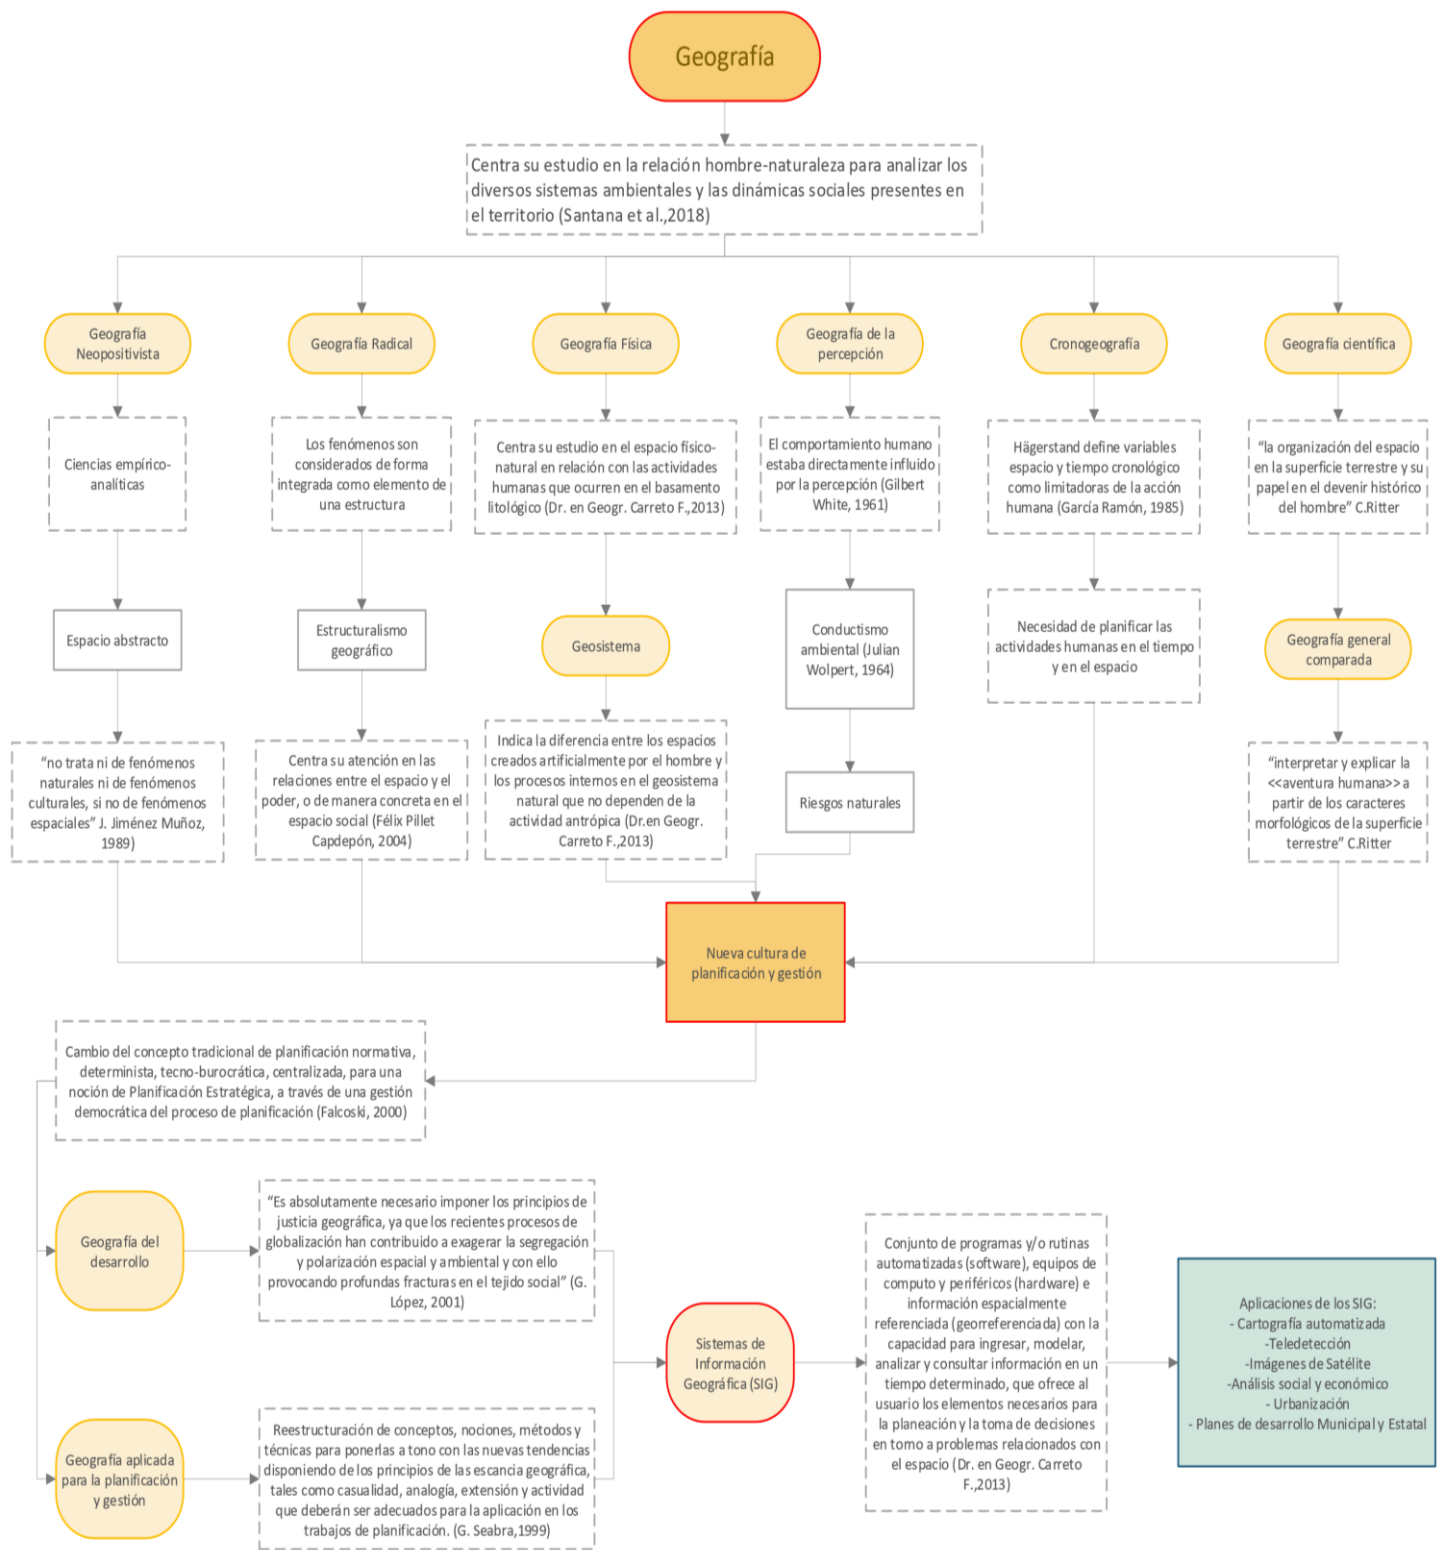 Geografía
Centra su estudio en la relación hombre-naturaleza para analizar los
diversos sistemas ambientales y las dinámicas sociales presentes en
el territorio (Santana et al.,2018)
Geografía
Neopositivista
Geografía Radical
Geografía Física
Geografía de la
percepción
Cronogeografía
Geografía científica
Ciencias empírico-
analíticas
Los fenómenos son
considerados de forma
integrada como elemento de
una estructura
Centra su estudio en el espacio físico-
natural en relación con las actividades
humanas que ocurren en el basamento
litológico (Dr. en Geogr. Carreto F.,2013)
El comportamiento humano
estaba directamente influido
por la percepción (Gilbert
White, 1961)
Hägerstand define variables
espacio y tiempo cronológico
como limitadoras de la acción
humana (García Ramón, 1985)
“la organización del espacio
en la superficie terrestre y su
papel en el devenir histórico
del hombre” C.Ritter
Espacio abstracto
Estructuralismo
geográfico
Geosistema
Conductismo
ambiental (Julian
Wolpert, 1964)
Necesidad de planificar las
actividades humanas en el tiempo
y en el espacio
Geografía general
comparada
“no trata ni de fenómenos
naturales ni de fenómenos
culturales, si no de fenómenos
espaciales” J. Jiménez Muñoz,
1989)
Centra su atención en las
relaciones entre el espacio y el
poder, o de manera concreta en el
espacio social (Félix Pillet
Capdepón, 2004)
Indica la diferencia entre los espacios
creados artificialmente por el hombre y
los procesos internos en el geosistema
natural que no dependen de la
actividad antrópica (Dr.en Geogr.
Carreto F.,2013)
Riesgos naturales
“interpretar y explicar la
<<aventura humana>> a
partir de los caracteres
morfológicos de la superficie
terrestre” C.Ritter
Nueva cultura de
planificación y gestión
Cambio del concepto tradicional de planificación normativa,
determinista, tecno-burocrática, centralizada, para una
noción de Planificación Estratégica, a través de una gestión
democrática del proceso de planificación (Falcoski, 2000)
Geografía del
desarrollo
“Es absolutamente necesario imponer los principios de
justicia geográfica, ya que los recientes procesos de
globalización han contribuido a exagerar la segregación
y polarización espacial y ambiental y con ello
provocando profundas fracturas en el tejido social” (G.
López, 2001)
Geografía aplicada
para la planificación
y gestión
Reestructuración de conceptos, nociones, métodos y
técnicas para ponerlas a tono con las nuevas tendencias
disponiendo de los principios de las escancia geográfica,
tales como casualidad, analogía, extensión y actividad
que deberán ser adecuados para la aplicación en los
trabajos de planificación. (G. Seabra,1999)
Sistemas de
Información
Geográfica (SIG)
Conjunto de programas y/o rutinas
automatizadas (software), equipos de
computo y periféricos (hardware) e
información espacialmente
referenciada (georreferenciada) con la
capacidad para ingresar, modelar,
analizar y consultar información en un
tiempo determinado, que ofrece al
usuario los elementos necesarios para
la planeación y la toma de decisiones
en torno a problemas relacionados con
el espacio (Dr. en Geogr. Carreto
F.,2013)
Aplicaciones de los SIG:
- Cartografía automatizada
-Teledetección
-Imágenes de Satélite
-Análisis social y económico
- Urbanización
- Planes de desarrollo Municipal y Estatal